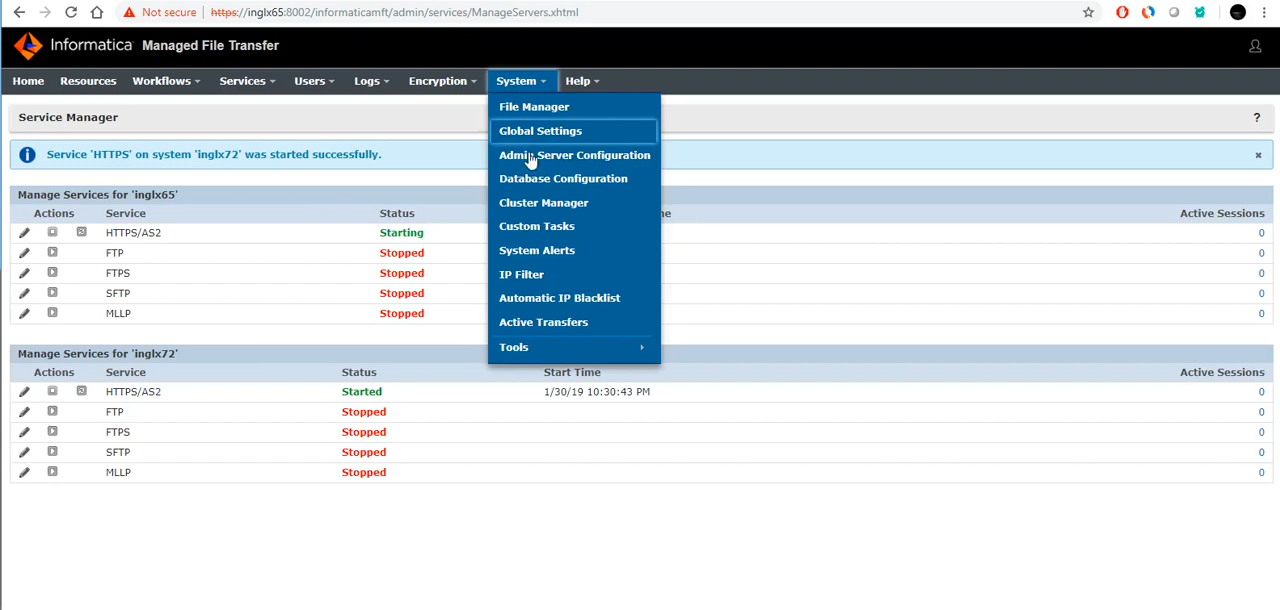 Not secure | https://inglx65:8002/informaticamft/admin/services/ManageServers.xhtml
Informatica Managed File Transfer
Home Resources Workflows Services Users Logs Encryption System Help
File Manager
Global Settings
Admin Server Configuration
Database Configuration
Cluster Manager
Custom Tasks
System Alerts
IP Filter
Automatic IP Blacklist
Active Transfers
Tools
Service Manager ?
Service 'HTTPS' on system 'inglx72' was started successfully. ×
Manage Services for 'inglx65'
Actions Service Status Active Sessions
HTTPS/AS2 Starting 0
FTP Stopped 0
FTPS Stopped 0
SFTP Stopped 0
MLLP Stopped 0
Manage Services for 'inglx72'
Actions Service Status Start Time Active Sessions
HTTPS/AS2 Started 1/30/19 10:30:43 PM 0
FTP Stopped 0
FTPS Stopped 0
SFTP Stopped 0
MLLP Stopped 0